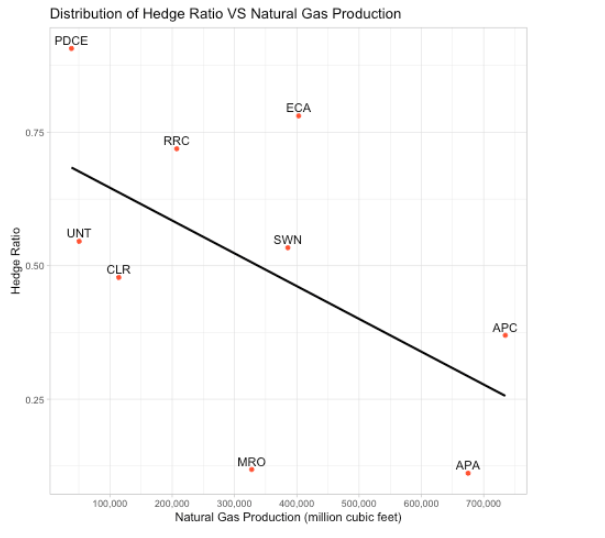 Distribution of Hedge Ratio VS Natural Gas Production
PDCE
ECA
0.75
RRC
UNT
SWN
0.50
CLR
APC
0.25
MRO
APA
Hedge Ratio
100,000 200,000 300,000 400,000 500,000 600,000 700,000
Natural Gas Production (million cubic feet)